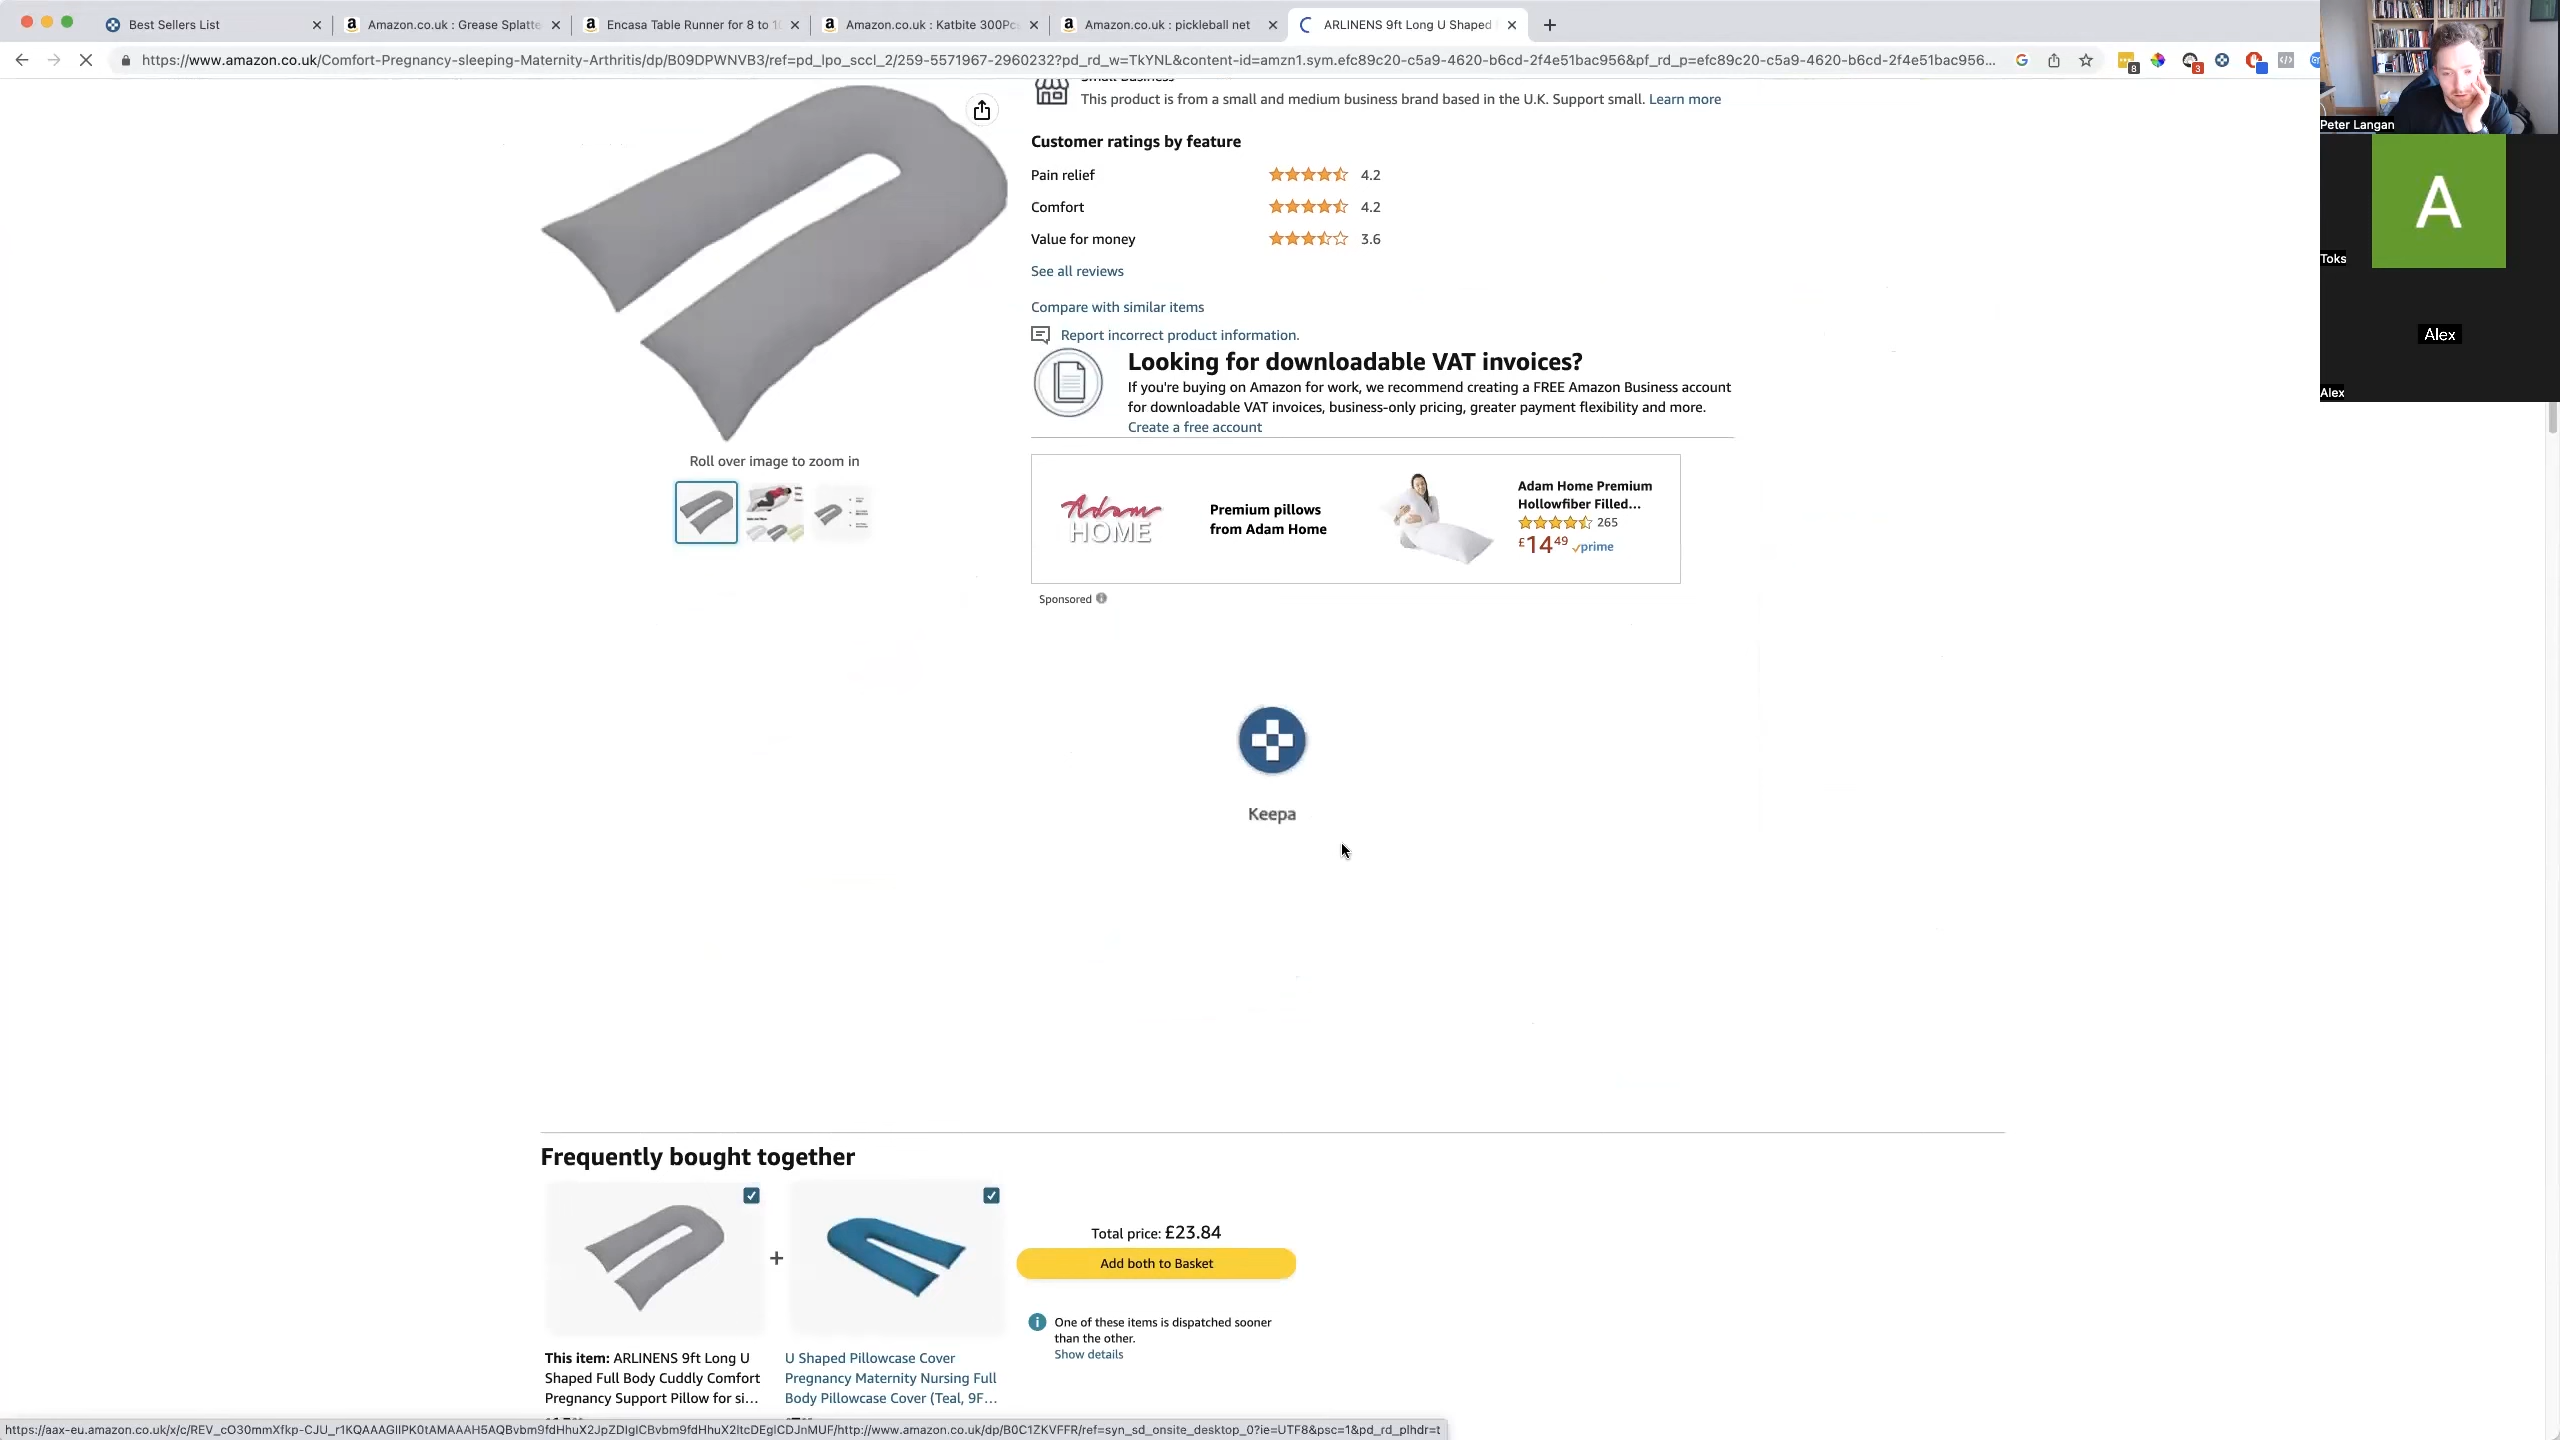 Best Sellers List
Amazon.co.uk : Grease Splatte
Encasa Table Runner for 8 to 1
Amazon.co.uk : Katbite 300Pc
Amazon.co.uk : pickleball net
ARLINENS 9ft Long U Shaped
https://www.amazon.co.uk/Comfort-Pregnancy-sleeping-Maternity-Arthritis/dp/B09DPWNVB3/ref=pd_lpo_sccl_2/259-5571967-2960232?pd_rd_w=TkYNL&content-id=amzn1.sym.efc89c20-c5a9-4620-b6cd-2f4e51bac956&pf_rd_p=efc89c20-c5a9-4620-b6cd-2f4e51bac956...
8
3
Peter Langan
A
Toks
Alex
Alex
Small Business
This product is from a small and medium business brand based in the U.K. Support small. Learn more
Customer ratings by feature
Pain relief 4.2
Comfort 4.2
Value for money 3.6
See all reviews
Compare with similar items
Report incorrect product information.
Looking for downloadable VAT invoices?
If you're buying on Amazon for work, we recommend creating a FREE Amazon Business account
for downloadable VAT invoices, business-only pricing, greater payment flexibility and more.
Create a free account
Roll over image to zoom in
Adam
HOME
Premium pillows
from Adam Home
Adam Home Premium
Hollowfiber Filled...
265
£14.49 prime
Sponsored
Keepa
Frequently bought together
+
Total price: £23.84
Add both to Basket
One of these items is dispatched sooner
than the other.
Show details
This item: ARLINENS 9ft Long U
Shaped Full Body Cuddly Comfort
Pregnancy Support Pillow for si...
U Shaped Pillowcase Cover
Pregnancy Maternity Nursing Full
Body Pillowcase Cover (Teal, 9F...